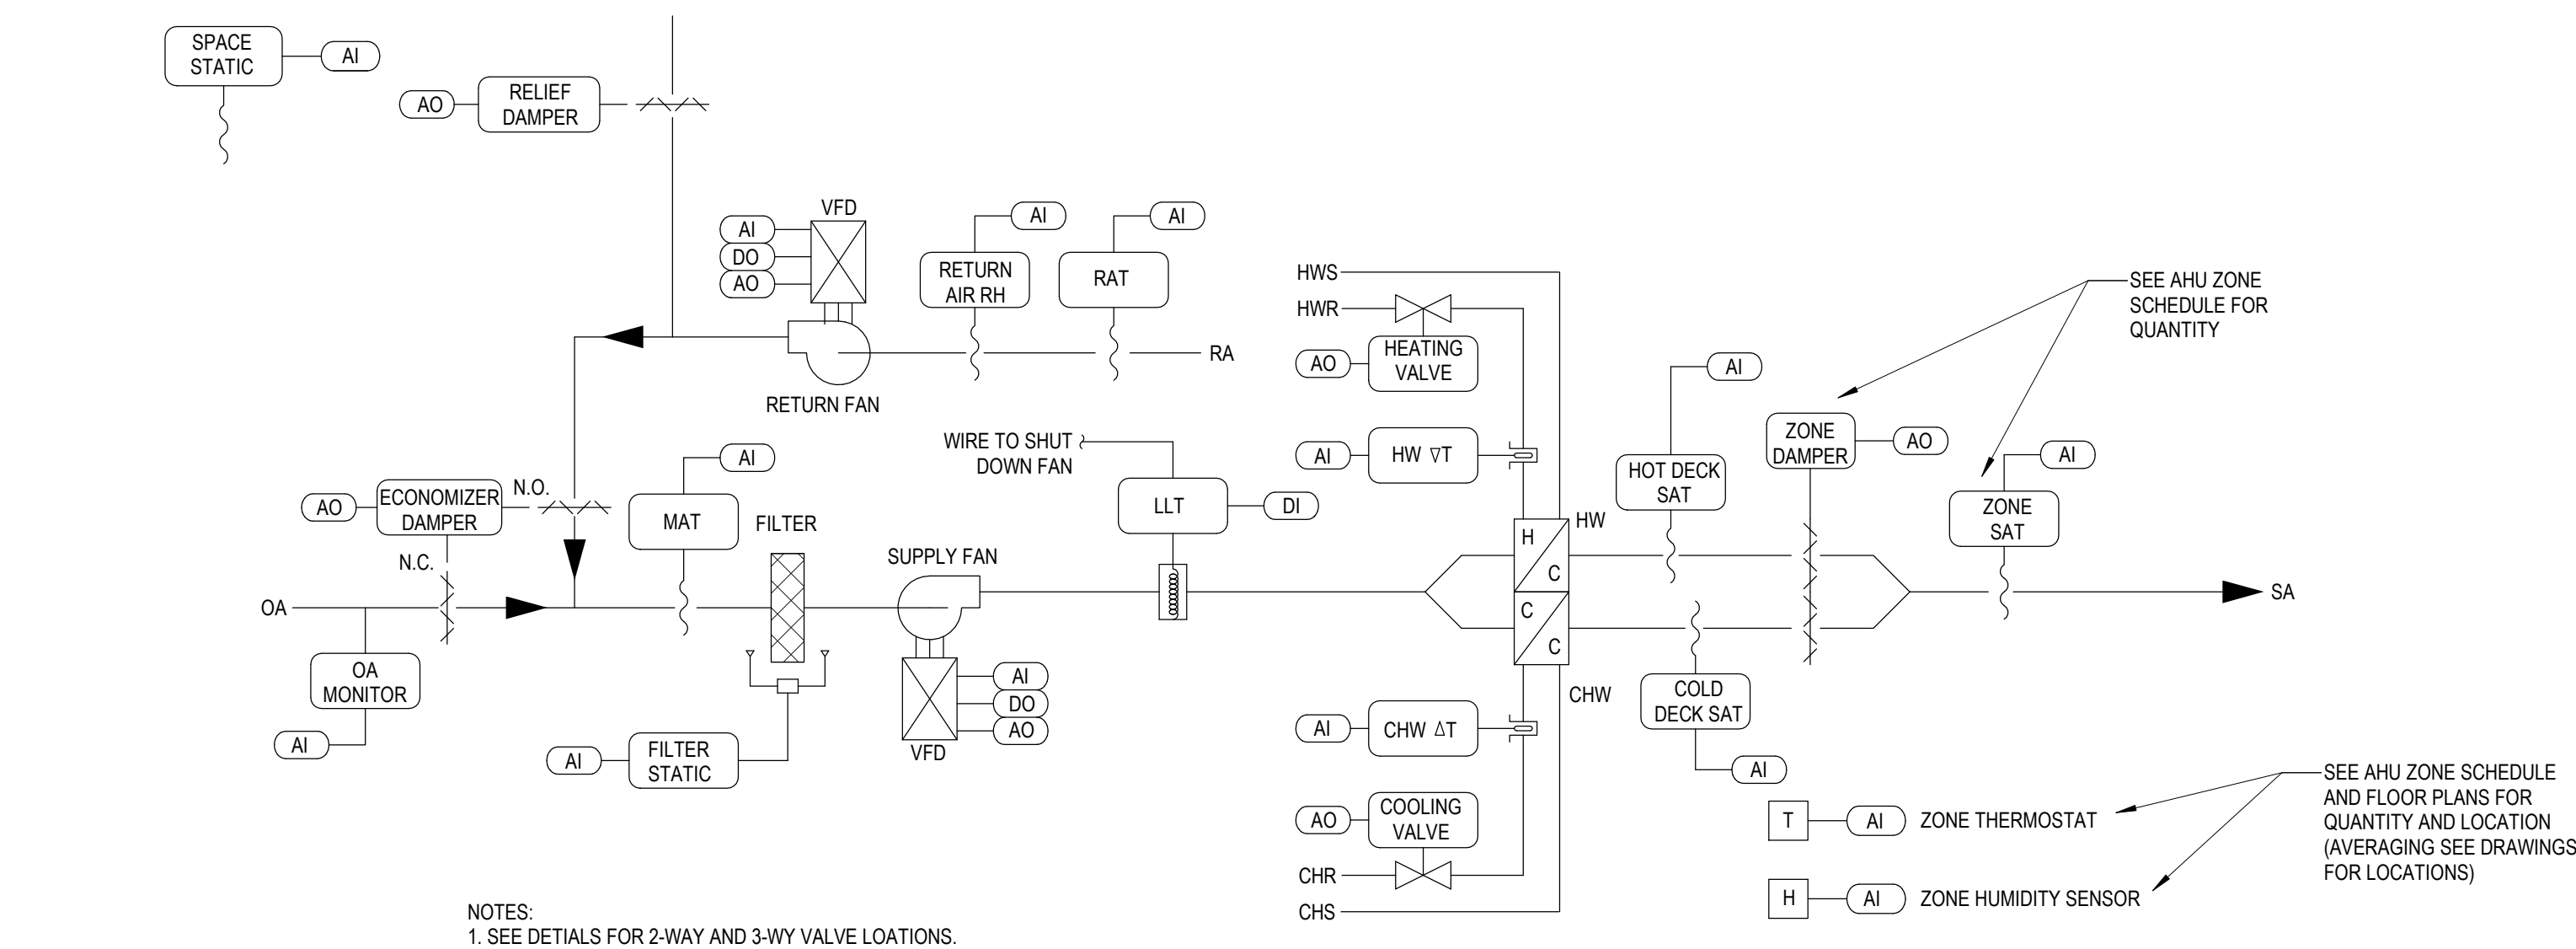 SPACE
STATIC
AI
AO
RELIEF
DAMPER
VFD
AI
DO
AO
RETURN FAN
AI
RETURN
AIR RH
AI
RAT
RA
HWS
HWR
AO
HEATING
VALVE
AI
HW ∇T
SEE AHU ZONE
SCHEDULE FOR
QUANTITY
AI
HOT DECK
SAT
ZONE
DAMPER
AO
AI
ZONE
SAT
WIRE TO SHUT
DOWN FAN
LLT
DI
AO
ECONOMIZER
DAMPER
N.O.
N.C.
AI
MAT
FILTER
SUPPLY FAN
H
C
HW
C
C
CHW
OA
SA
OA
MONITOR
AI
AI
FILTER
STATIC
AI
DO
AO
VFD
AI
CHW ΔT
COLD
DECK SAT
AI
AO
COOLING
VALVE
CHR
CHS
T
AI
ZONE THERMOSTAT
H
AI
ZONE HUMIDITY SENSOR
SEE AHU ZONE SCHEDULE
AND FLOOR PLANS FOR
QUANTITY AND LOCATION
(AVERAGING SEE DRAWINGS
FOR LOCATIONS)
NOTES:
1. SEE DETIALS FOR 2-WAY AND 3-WY VALVE LOATIONS.